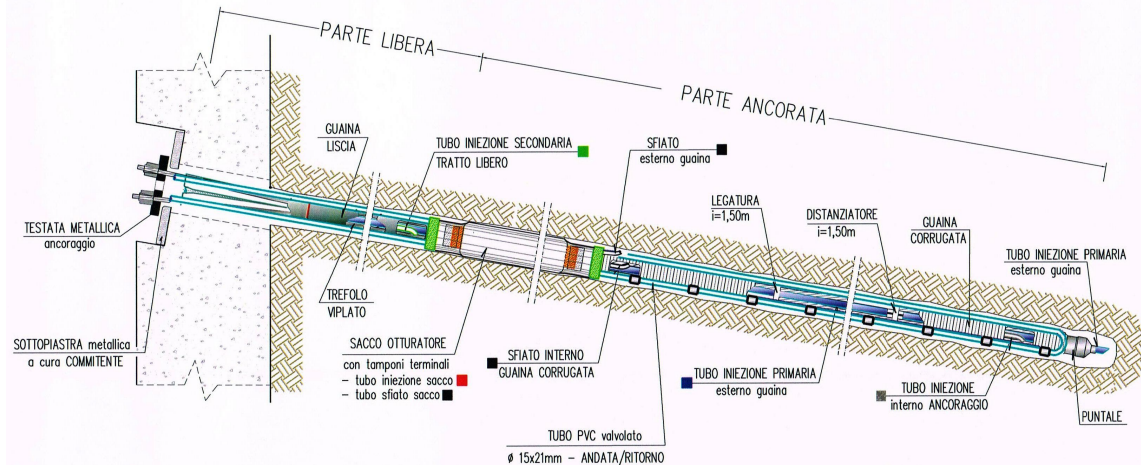 PARTE LIBERA
PARTE ANCORATA
GUAINA
LISCIA
TUBO INIEZIONE SECONDARIA
TRATTO LIBERO
SFIATO
esterno guaina
LEGATURA
i=1,50m
DISTANZIATORE
i=1,50m
GUAINA
CORRUGATA
TUBO INIEZIONE PRIMARIA
esterno guaina
TESTATA METALLICA
ancoraggio
TREFOLO
VIPLATO
SOTTOPIASTRA metallica
a cura COMMITENTE
SACCO OTTURATORE
con tamponi terminali
- tubo iniezione sacco
- tubo sfiato sacco
SFIATO INTERNO
GUAINA CORRUGATA
TUBO INIEZIONE PRIMARIA
esterno guaina
TUBO INIEZIONE
interno ANCORAGGIO
PUNTALE
TUBO PVC valvolato
ø 15x21mm - ANDATA/RITORNO